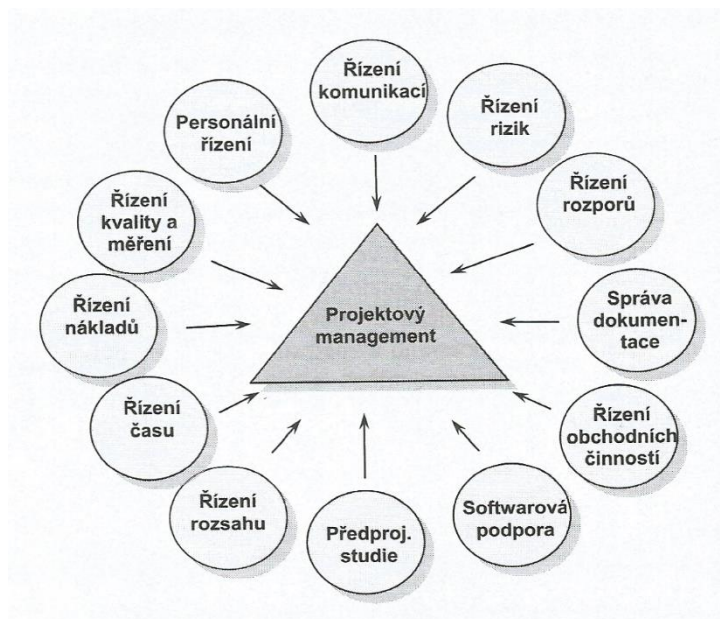 Řízení
komunikací
Řízení
rizik
Personální
řízení
Řízení
rozporů
Řízení
kvality a
měření
Správa
dokumen-
tace
Řízení
nákladů
Projektový
management
Řízení
času
Řízení
obchodních
činností
Řízení
rozsahu
Softwarová
podpora
Předproj.
studie